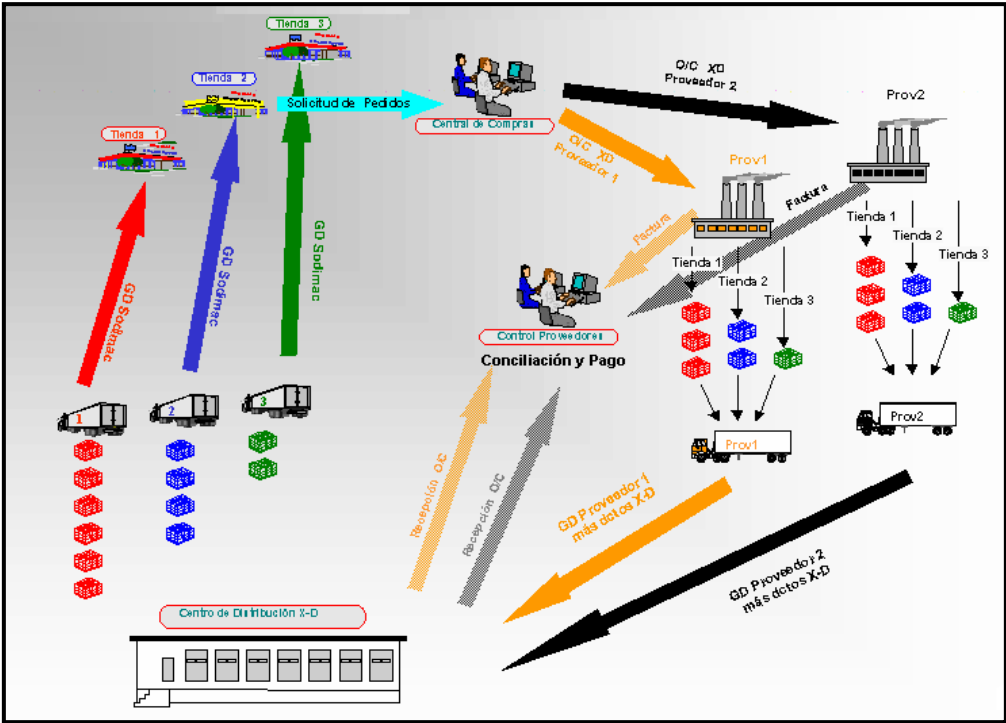 Tienda 3
Tienda 2
Tienda 1
Solicitud de Pedidos
Central de Compras
O/C XD
Proveedor 2
O/C XD
Proveedor 1
Prov2
Prov1
Factura
Factura
Tienda 1
Tienda 2
Tienda 3
Tienda 1
Tienda 2
Tienda 3
GD Sodimac
GD Sodimac
GD Sodimac
Control Proveedores
Conciliación y Pago
1
2
3
Prov1
Prov2
Recepción O/C
Recepción O/C
GD Proveedor 1
más dctos X-D
GD Proveedor 2
más dctos X-D
Centro de Distribución X-D